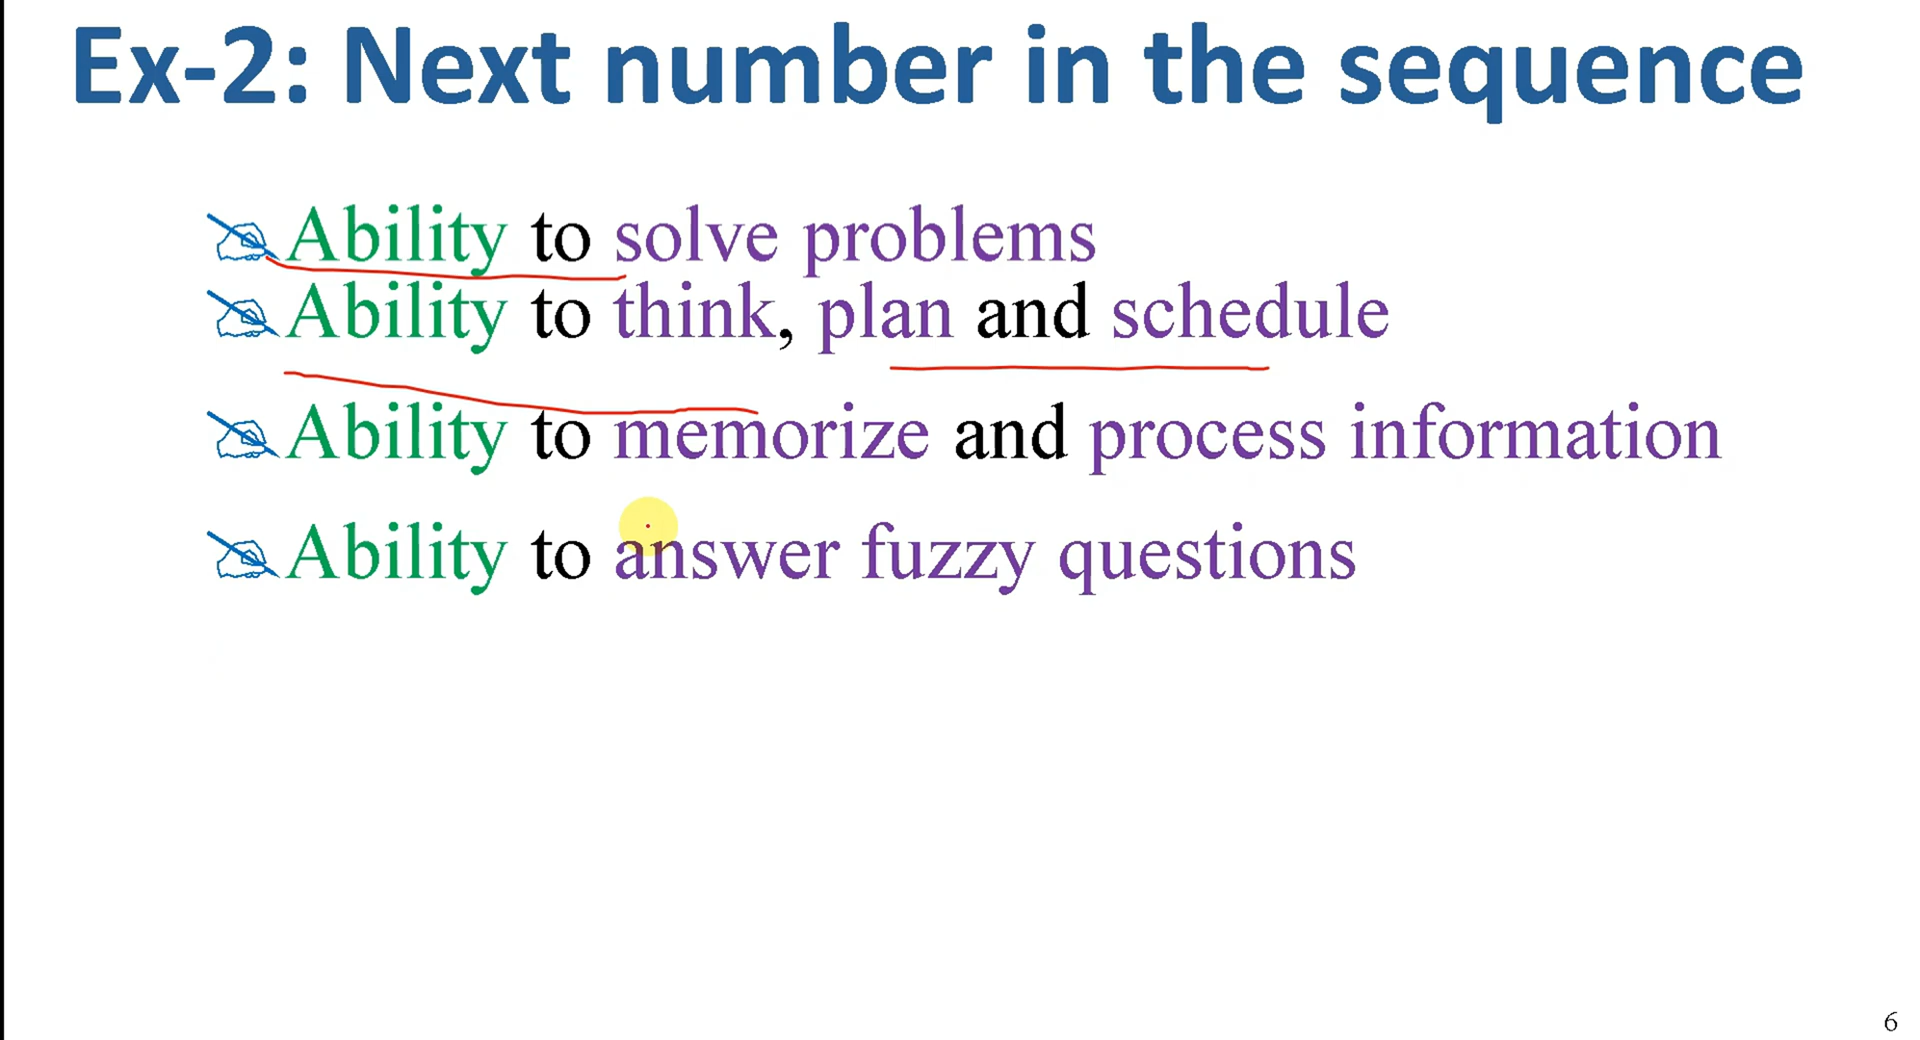 Ex-2: Next number in the sequence
Ability to solve problems
Ability to think, plan and schedule
Ability to memorize and process information
Ability to answer fuzzy questions
6